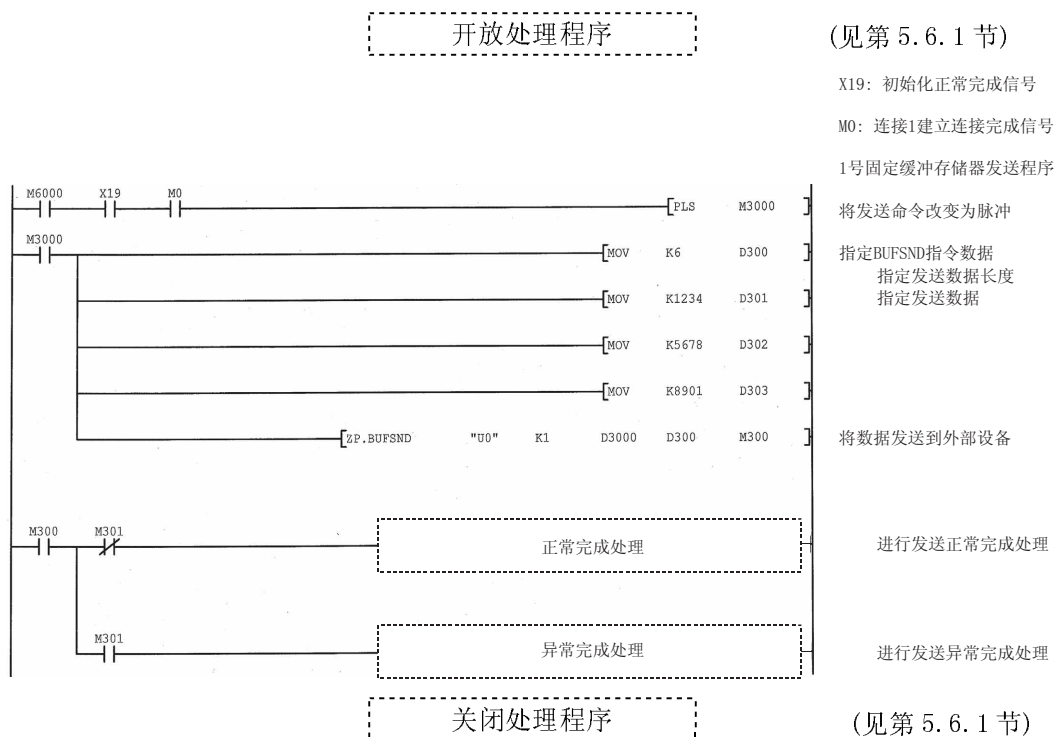 开放处理程序 (见第 5.6.1 节)
X19: 初始化正常完成信号
M0: 连接1建立连接完成信号
1号固定缓冲存储器发送程序
M6000 X19 M0
PLS M3000 将发送命令改变为脉冲
M3000
MOV K6 D300 指定BUFSND指令数据
指定发送数据长度
MOV K1234 D301 指定发送数据
MOV K5678 D302
MOV K8901 D303
ZP.BUFSND "U0" K1 D3000 D300 M300 将数据发送到外部设备
M300 M301
正常完成处理 进行发送正常完成处理
M301
异常完成处理 进行发送异常完成处理
关闭处理程序 (见第 5.6.1 节)